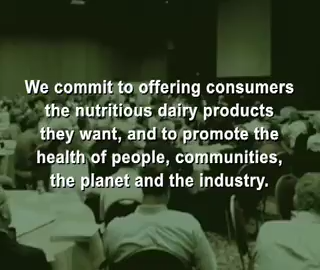 We commit to offering consumers
the nutritious dairy products
they want, and to promote the
health of people, communities,
the planet and the industry.